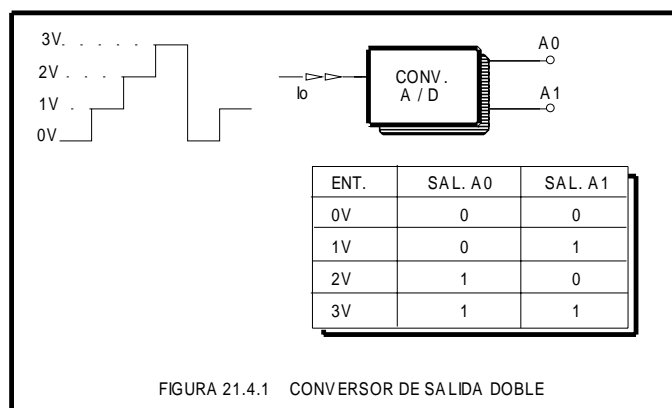 3V. . . . . . .
2V . . . .
1V . .
0V
Io
CONV.
A / D
A0
A1
ENT. SAL. A0 SAL. A1
0V 0 0
1V 0 1
2V 1 0
3V 1 1
FIGURA 21.4.1 CONVERSOR DE SALIDA DOBLE